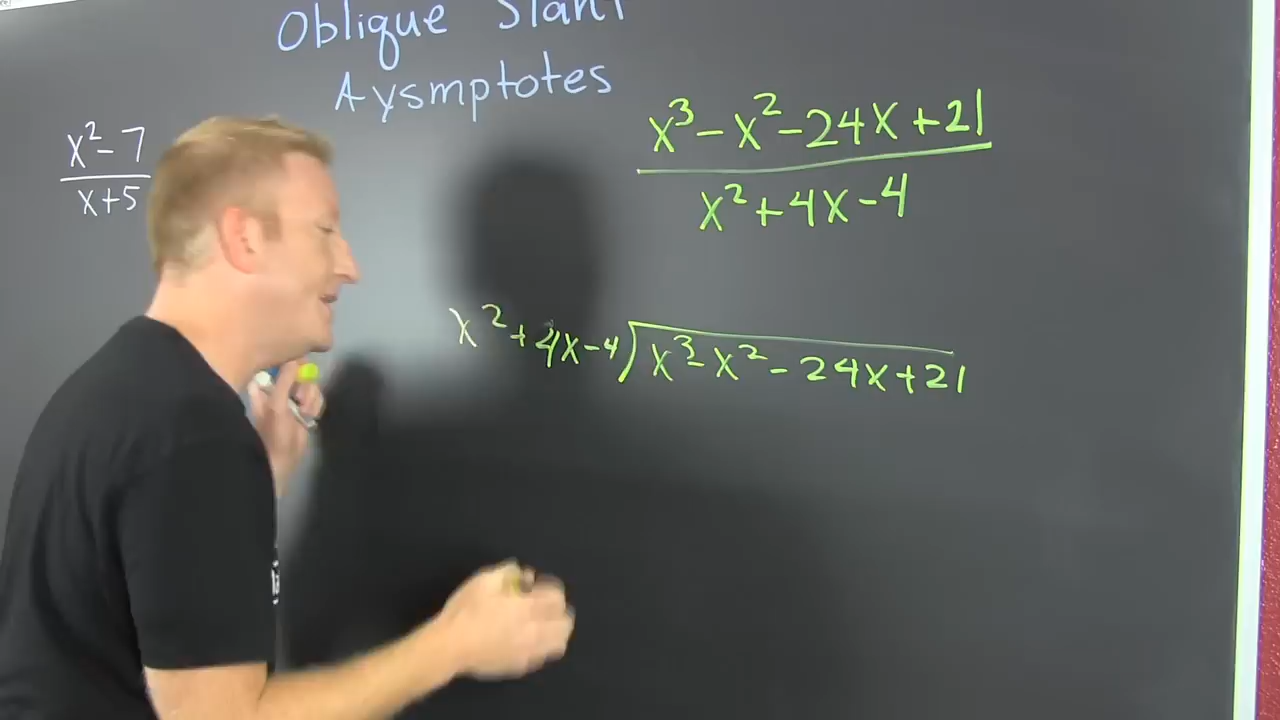 Oblique Slant
Aysmptotes
x² - 7
x + 5
x³ - x² - 24x + 21
x² + 4x - 4
x² + 4x - 4 ) x³ - x² - 24x + 21